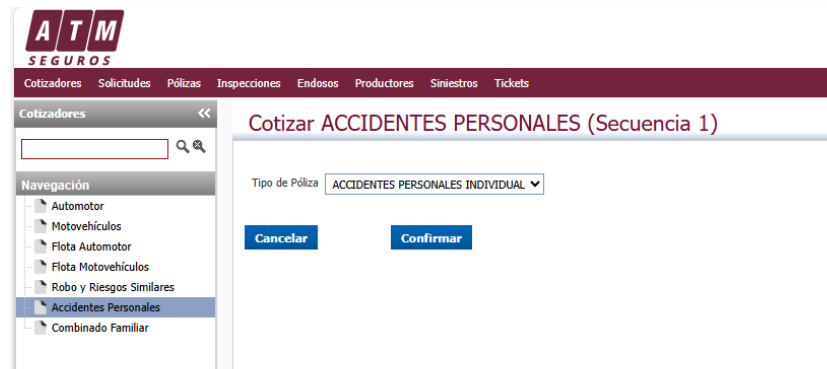 ATM
SEGUROS
Cotizadores Solicitudes Pólizas Inspecciones Endosos Productores Siniestros Tickets
Cotizadores <<
Cotizar ACCIDENTES PERSONALES (Secuencia 1)
Navegación
Tipo de Póliza ACCIDENTES PERSONALES INDIVIDUAL
Automotor
Motovehículos
Flota Automotor
Flota Motovehículos
Robo y Riesgos Similares
Accidentes Personales
Combinado Familiar
Cancelar Confirmar